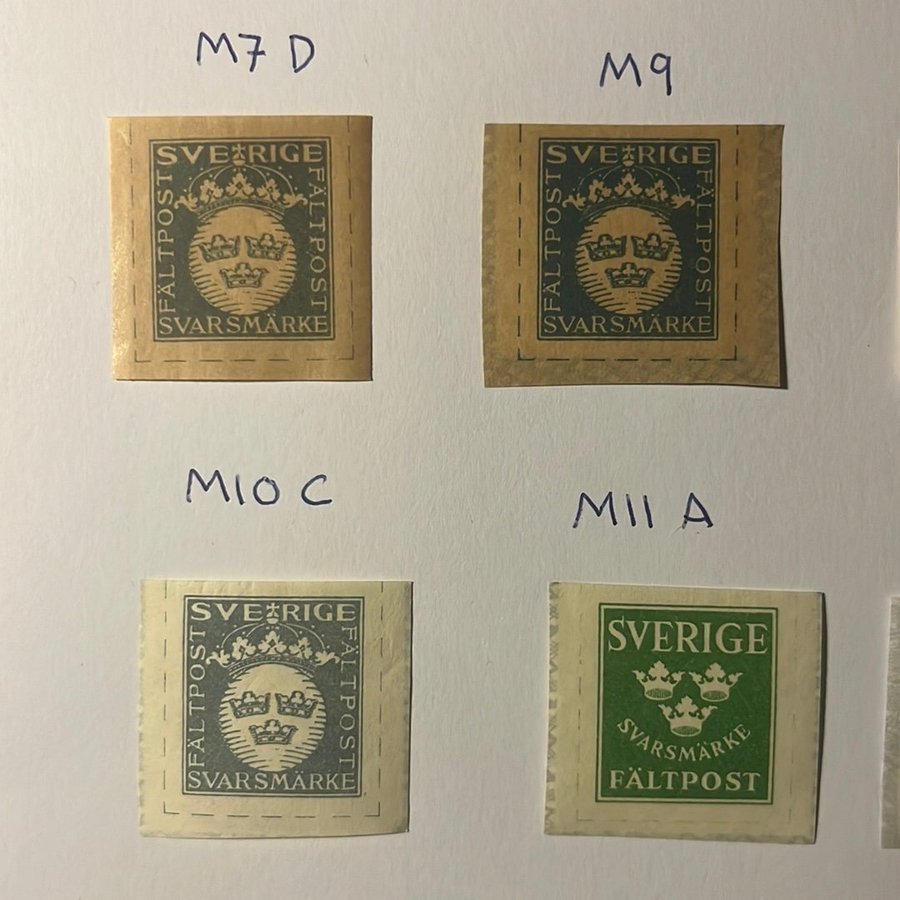 M7 D
M9
SVERIGE
FÄLTPOST
FÄLTPOST
SVARSMÄRKE
SVERIGE
FÄLTPOST
FÄLTPOST
SVARSMÄRKE
M10 C
M11 A
SVERIGE
FÄLTPOST
FÄLTPOST
SVARSMÄRKE
SVERIGE
SVARSMÄRKE
FÄLTPOST